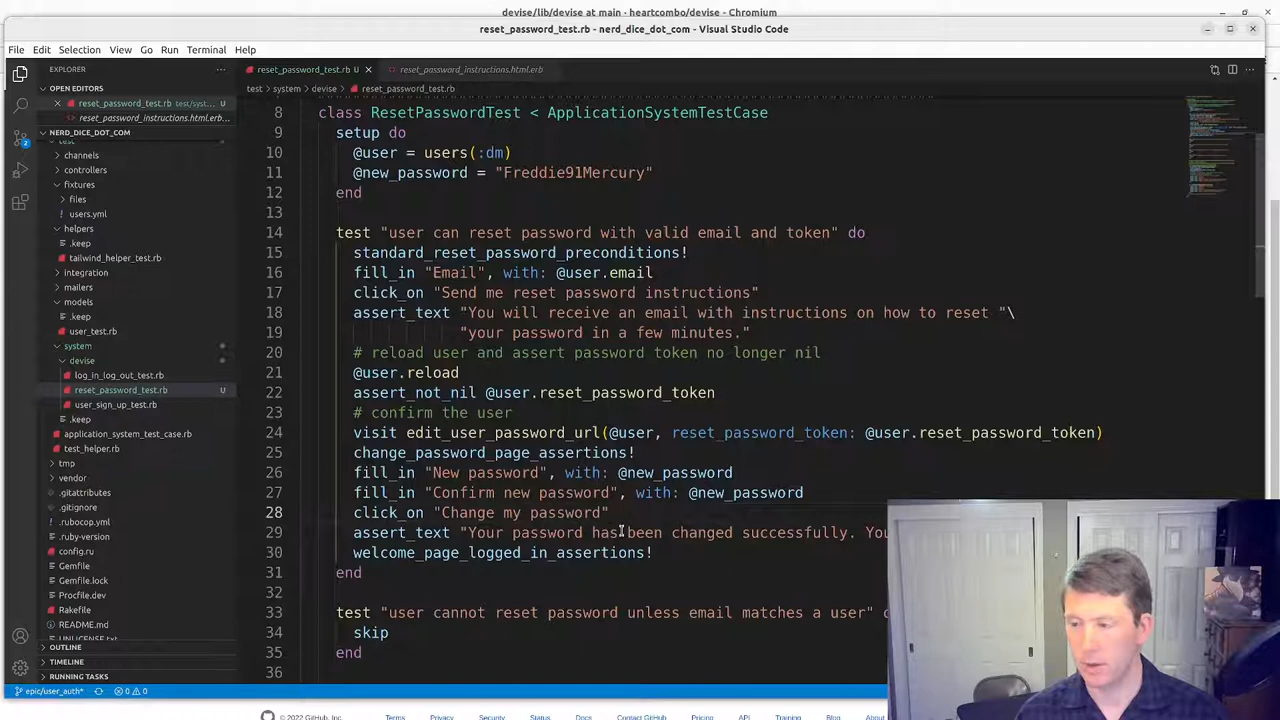 devise/lib/devise at main · heartcombo/devise - Chromium
reset_password_test.rb - nerd_dice_dot_com - Visual Studio Code
File Edit Selection View Go Run Terminal Help
EXPLORER
reset_password_test.rb U
reset_password_instructions.html.erb
OPEN EDITORS
test > system > devise > reset_password_test.rb
reset_password_test.rb test/syst... U
reset_password_instructions.html.erb...
NERD_DICE_DOT_COM
test
channels
controllers
fixtures
files
users.yml
helpers
.keep
tailwind_helper_test.rb
integration
mailers
models
.keep
user_test.rb
system
devise
log_in_log_out_test.rb
reset_password_test.rb U
user_sign_up_test.rb
.keep
application_system_test_case.rb
test_helper.rb
tmp
vendor
.gitattributes
.gitignore
.rubocop.yml
config.ru
Gemfile
Gemfile.lock
Procfile.dev
Rakefile
README.md
UNLICENSE.txt
OUTLINE
TIMELINE
RUNNING TASKS
8 class ResetPasswordTest < ApplicationSystemTestCase
9 setup do
10 @user = users(:dm)
11 @new_password = "Freddie91Mercury"
12 end
13
14 test "user can reset password with valid email and token" do
15 standard_reset_password_preconditions!
16 fill_in "Email", with: @user.email
17 click_on "Send me reset password instructions"
18 assert_text "You will receive an email with instructions on how to reset "\
19 "your password in a few minutes."
20 # reload user and assert password token no longer nil
21 @user.reload
22 assert_not_nil @user.reset_password_token
23 # confirm the user
24 visit edit_user_password_url(@user, reset_password_token: @user.reset_password_token)
25 change_password_page_assertions!
26 fill_in "New password", with: @new_password
27 fill_in "Confirm new password", with: @new_password
28 click_on "Change my password"
29 assert_text "Your password has been changed successfully. You
30 welcome_page_logged_in_assertions!
31 end
32
33 test "user cannot reset password unless email matches a user"
34 skip
35 end
36
epic/user_auth* 0 0
© 2022 GitHub, Inc. Terms Privacy Security Status Docs Contact GitHub Pricing API Training Blog About